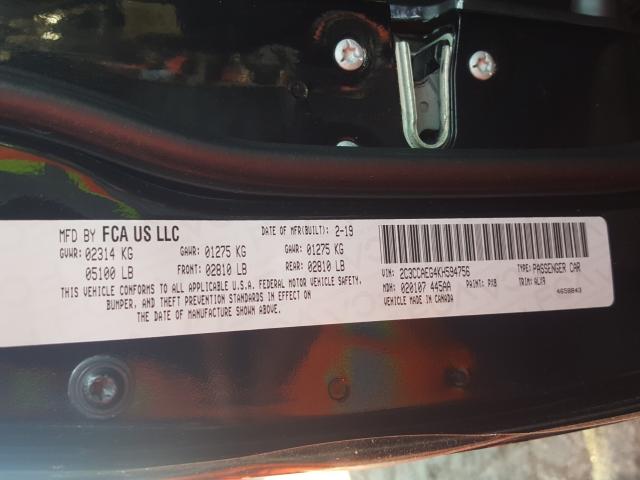 MFD BY FCA US LLC DATE OF MFR(BUILT): 2-19
GVWR: 02314 KG GAWR: 01275 KG GAWR: 01275 KG
05100 LB FRONT: 02810 LB REAR: 02810 LB
THIS VEHICLE CONFORMS TO ALL APPLICABLE U.S.A. FEDERAL MOTOR VEHICLE SAFETY,
BUMPER, AND THEFT PREVENTION STANDARDS IN EFFECT ON
THE DATE OF MANUFACTURE SHOWN ABOVE.
VIN: 2C3CCAEG4KH594756 TYPE: PASSENGER CAR
MDH: 020107 445AA PAINT: PX8 TRIM: ALX9
VEHICLE MADE IN CANADA 4658843